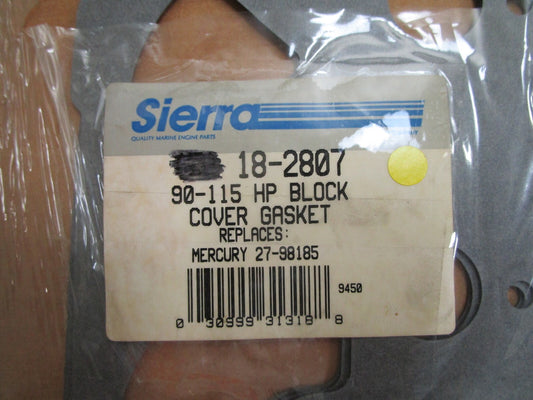 Sierra
QUALITY MARINE ENGINE PARTS
18-2807
90-115 HP BLOCK
COVER GASKET
REPLACES:
MERCURY 27-98185
9450
0 30999 31318 8